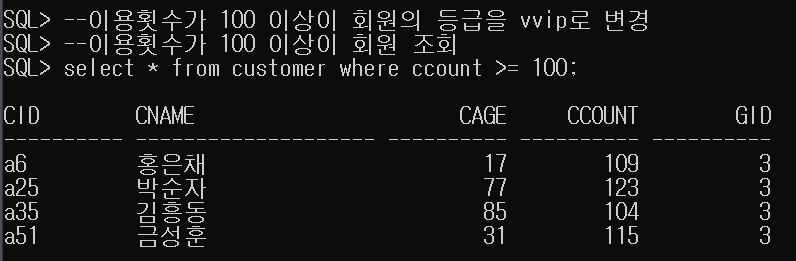 SQL> --이용횟수가 100 이상이 회원의 등급을 vvip로 변경
SQL> --이용횟수가 100 이상이 회원 조회
SQL> select * from customer where ccount >= 100;
CID CNAME CAGE CCOUNT GID
---------- -------------------- ---------- ---------- ----------
a6 홍은채 17 109 3
a25 박순자 77 123 3
a35 김흥동 85 104 3
a51 금성훈 31 115 3